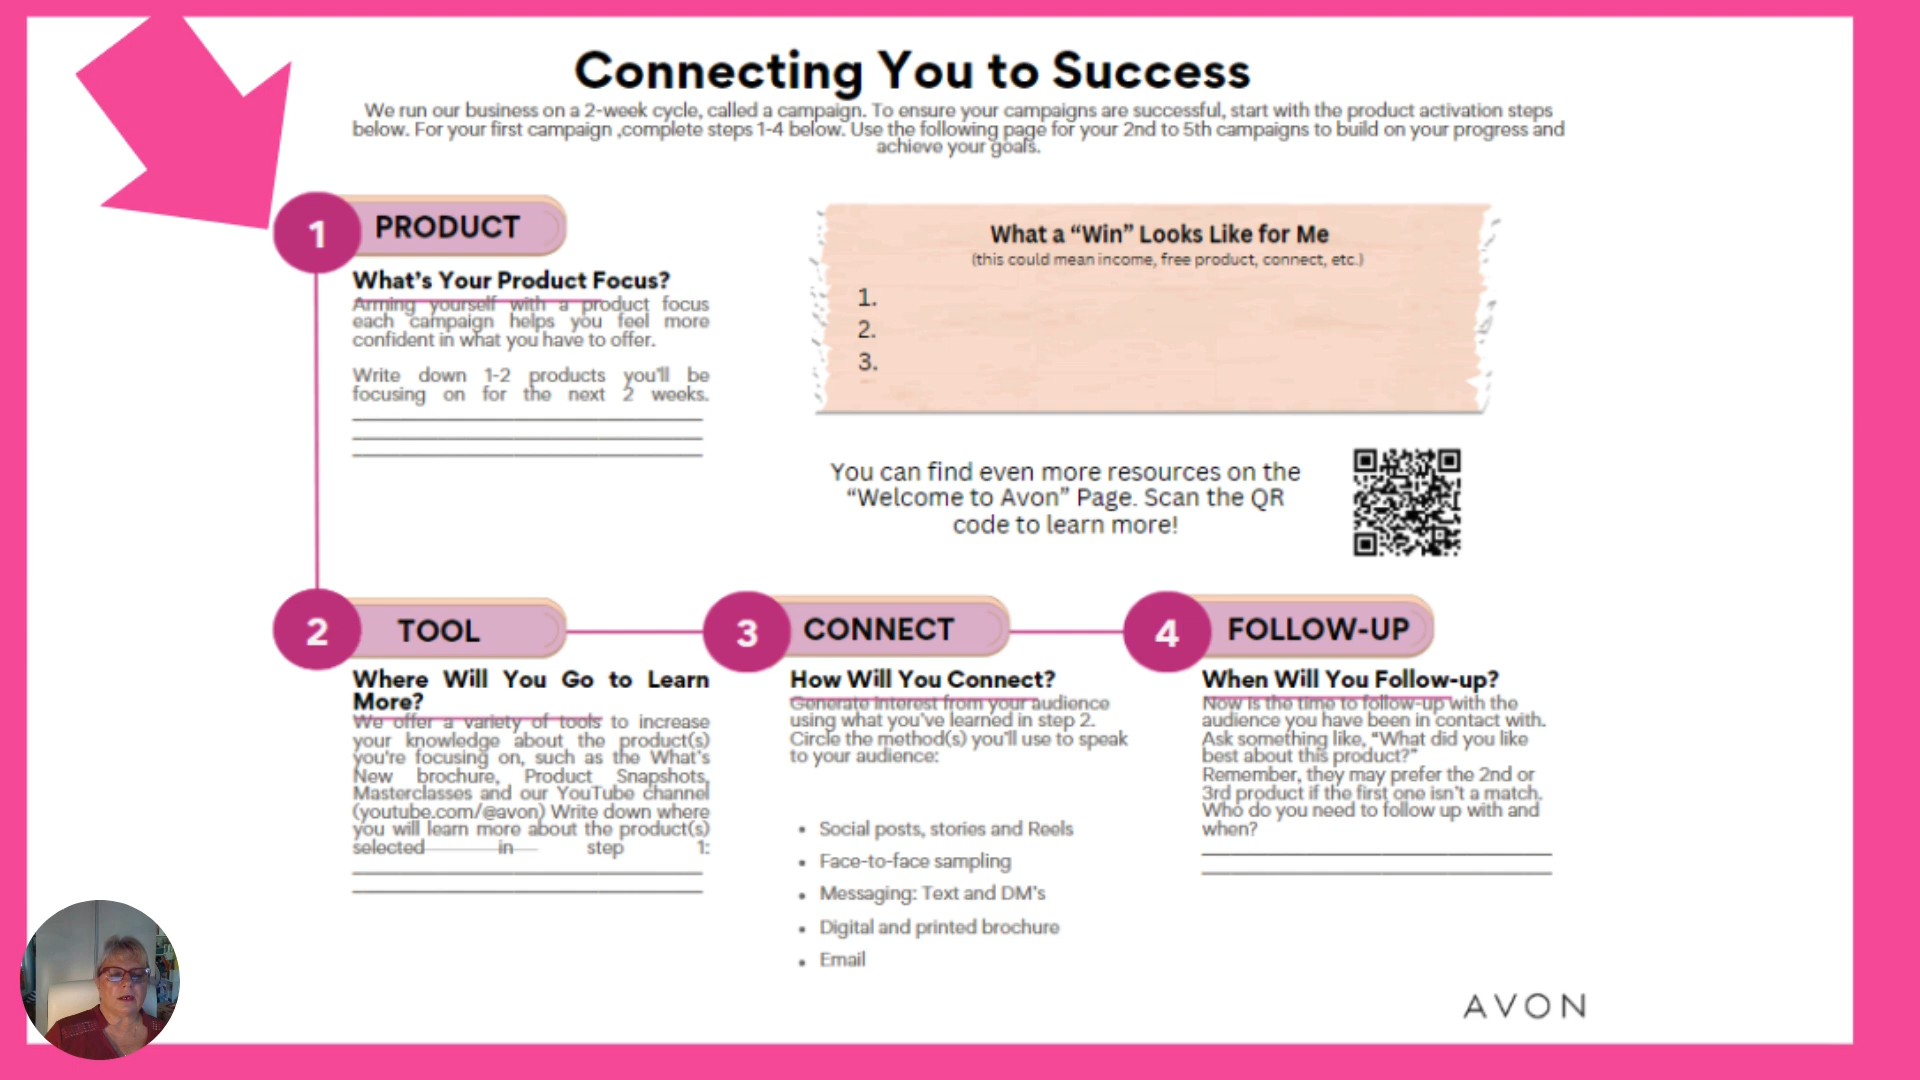 Connecting You to Success
We run our business on a 2-week cycle, called a campaign. To ensure your campaigns are successful, start with the product activation steps
below. For your first campaign ,complete steps 1-4 below. Use the following page for your 2nd to 5th campaigns to build on your progress and
achieve your goals.
1
PRODUCT
What's Your Product Focus?
Arming yourself with a product focus
each campaign helps you feel more
confident in what you have to offer.
Write down 1-2 products you'll be
focusing on for the next 2 weeks.
What a “Win” Looks Like for Me
(this could mean income, free product, connect, etc.)
1.
2.
3.
You can find even more resources on the
“Welcome to Avon” Page. Scan the QR
code to learn more!
2
TOOL
Where Will You Go to Learn
More?
We offer a variety of tools to increase
your knowledge about the product(s)
you're focusing on, such as the What's
New brochure, Product Snapshots,
Masterclasses and our YouTube channel
(youtube.com/@avon) Write down where
you will learn more about the product(s)
selected in step 1:
3
CONNECT
How Will You Connect?
Generate interest from your audience
using what you've learned in step 2.
Circle the method(s) you'll use to speak
to your audience:
• Social posts, stories and Reels
• Face-to-face sampling
• Messaging: Text and DM's
• Digital and printed brochure
• Email
4
FOLLOW-UP
When Will You Follow-up?
Now is the time to follow-up with the
audience you have been in contact with.
Ask something like, “What did you like
best about this product?”
Remember, they may prefer the 2nd or
3rd product if the first one isn't a match.
Who do you need to follow up with and
when?
AVON